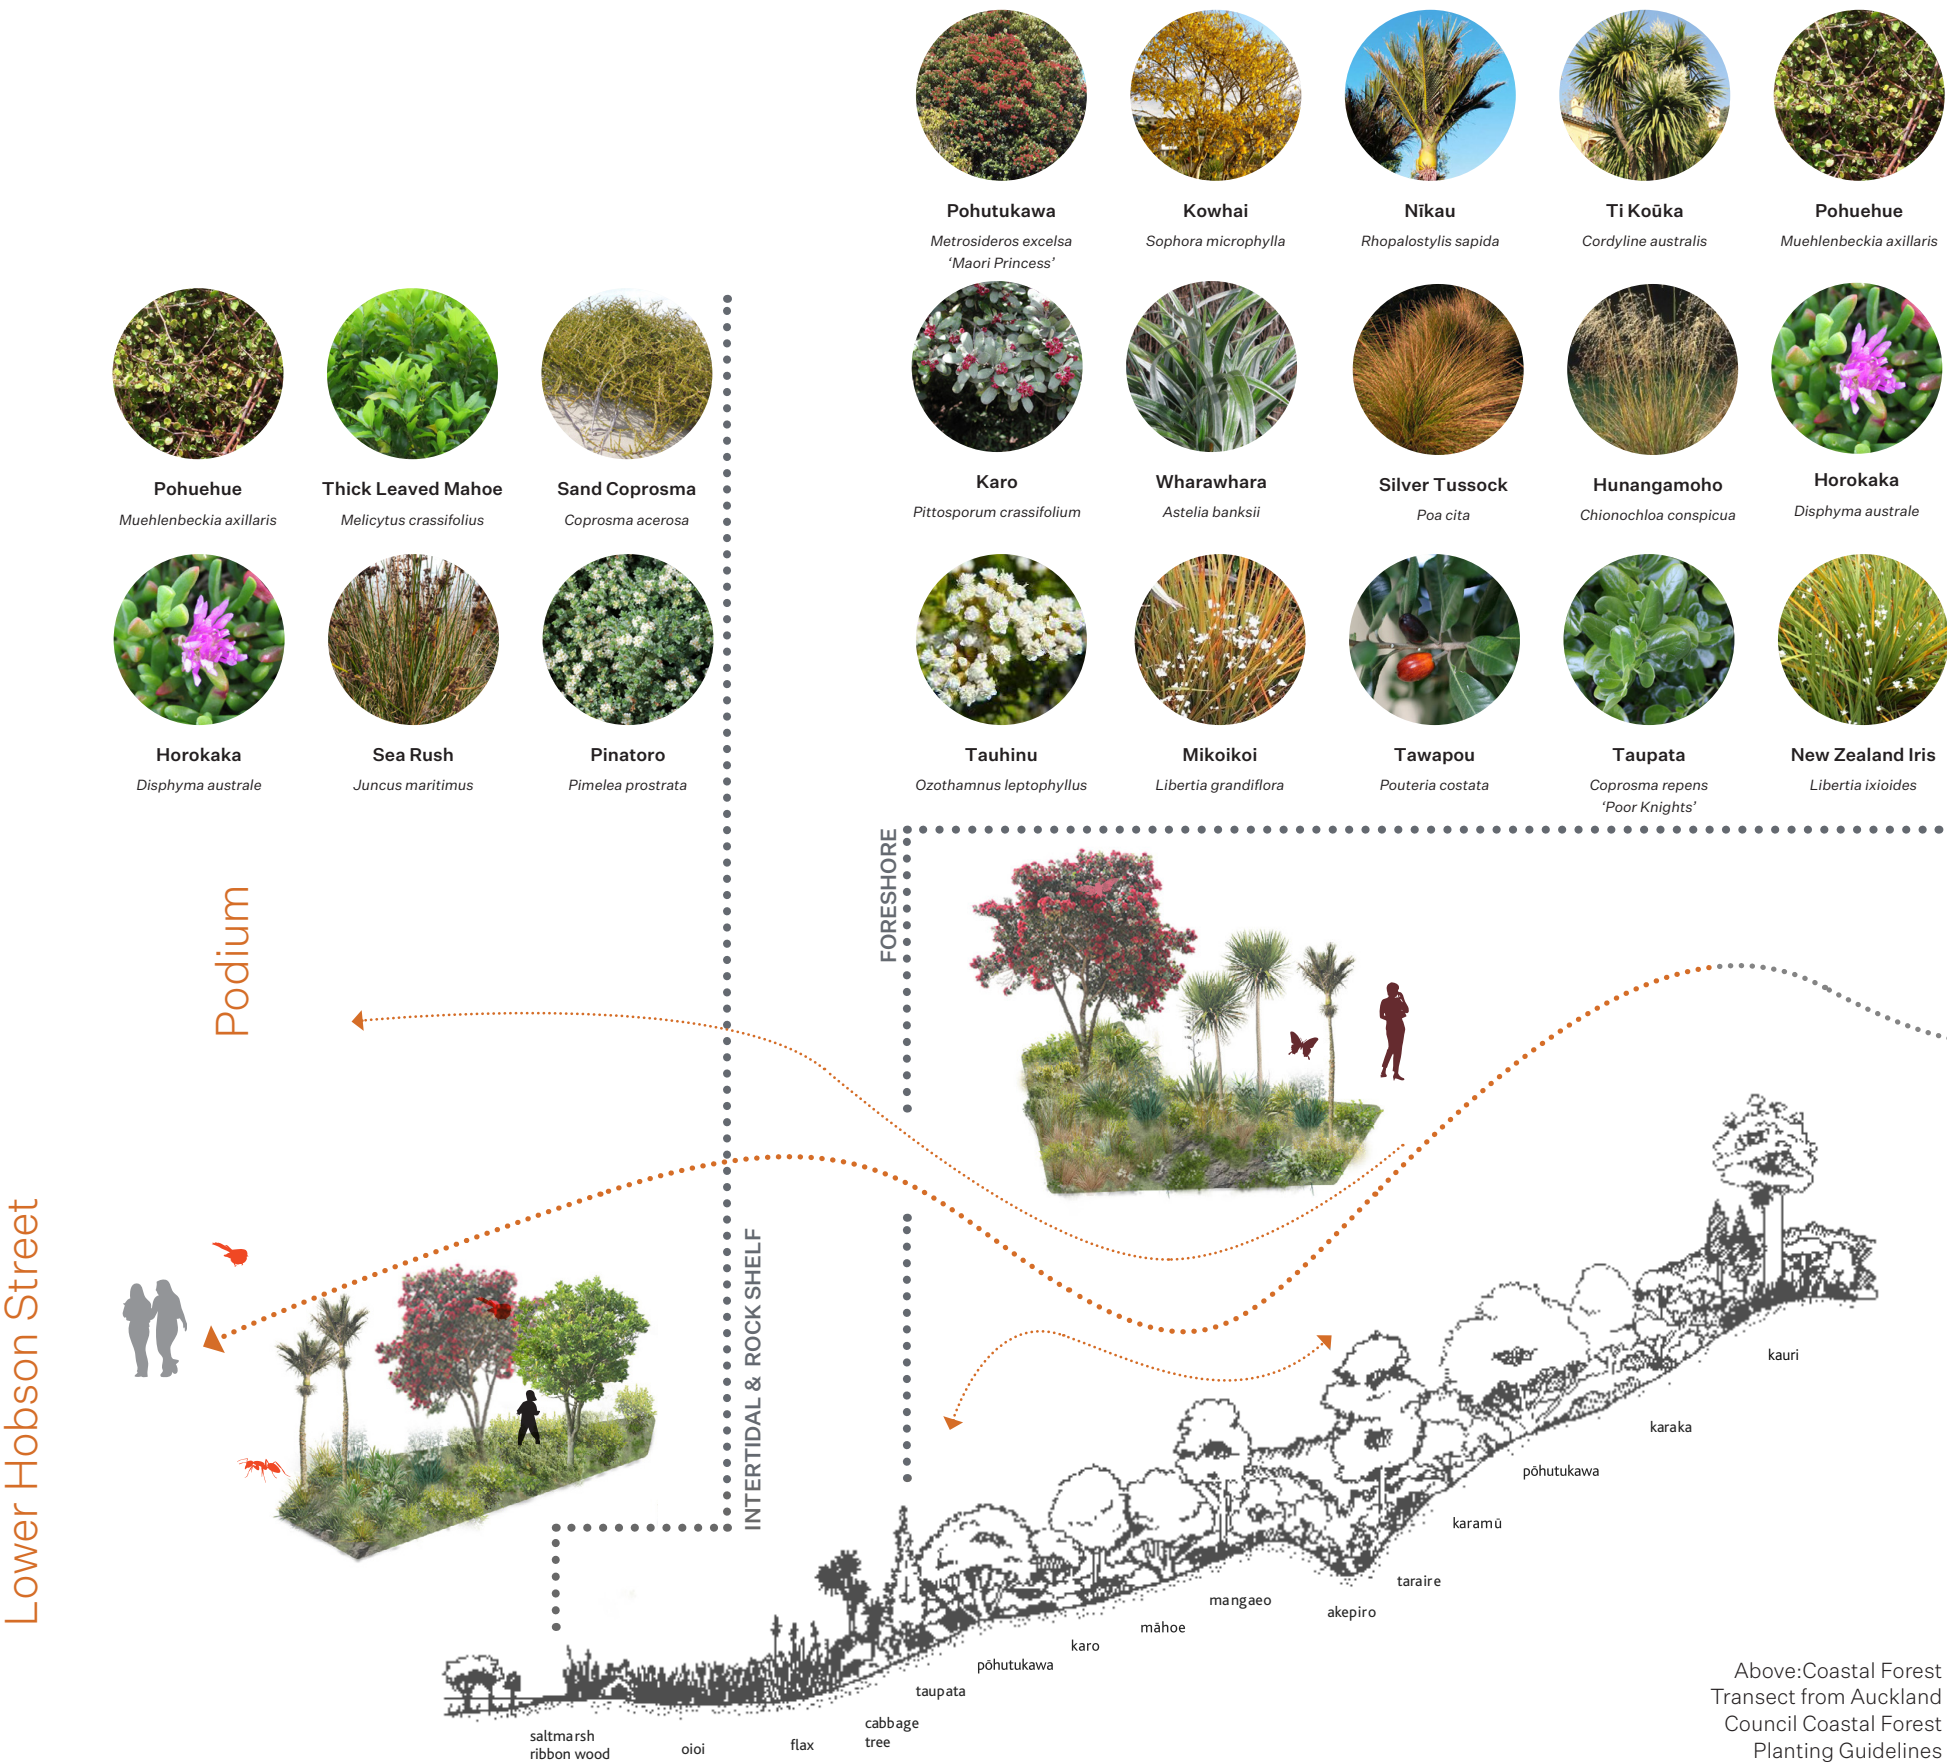 Pohutukawa
Metrosideros excelsa
‘Maori Princess’
Kowhai
Sophora microphylla
Nīkau
Rhopalostylis sapida
Ti Koūka
Cordyline australis
Pohuehue
Muehlenbeckia axillaris
Pohuehue
Muehlenbeckia axillaris
Thick Leaved Mahoe
Melicytus crassifolius
Sand Coprosma
Coprosma acerosa
Karo
Pittosporum crassifolium
Wharawhara
Astelia banksii
Silver Tussock
Poa cita
Hunangamoho
Chionochloa conspicua
Horokaka
Disphyma australe
Horokaka
Disphyma australe
Sea Rush
Juncus maritimus
Pinatoro
Pimelea prostrata
Tauhinu
Ozothamnus leptophyllus
Mikoikoi
Libertia grandiflora
Tawapou
Pouteria costata
Taupata
Coprosma repens
‘Poor Knights’
New Zealand Iris
Libertia ixioides
FORESHORE
Podium
INTERTIDAL & ROCK SHELF
Lower Hobson Street
kauri
karaka
pōhutukawa
karamū
taraire
akepiro
mangaeo
māhoe
karo
pōhutukawa
taupata
cabbage
tree
flax
oioi
saltmarsh
ribbon wood
Above:Coastal Forest
Transect from Auckland
Council Coastal Forest
Planting Guidelines